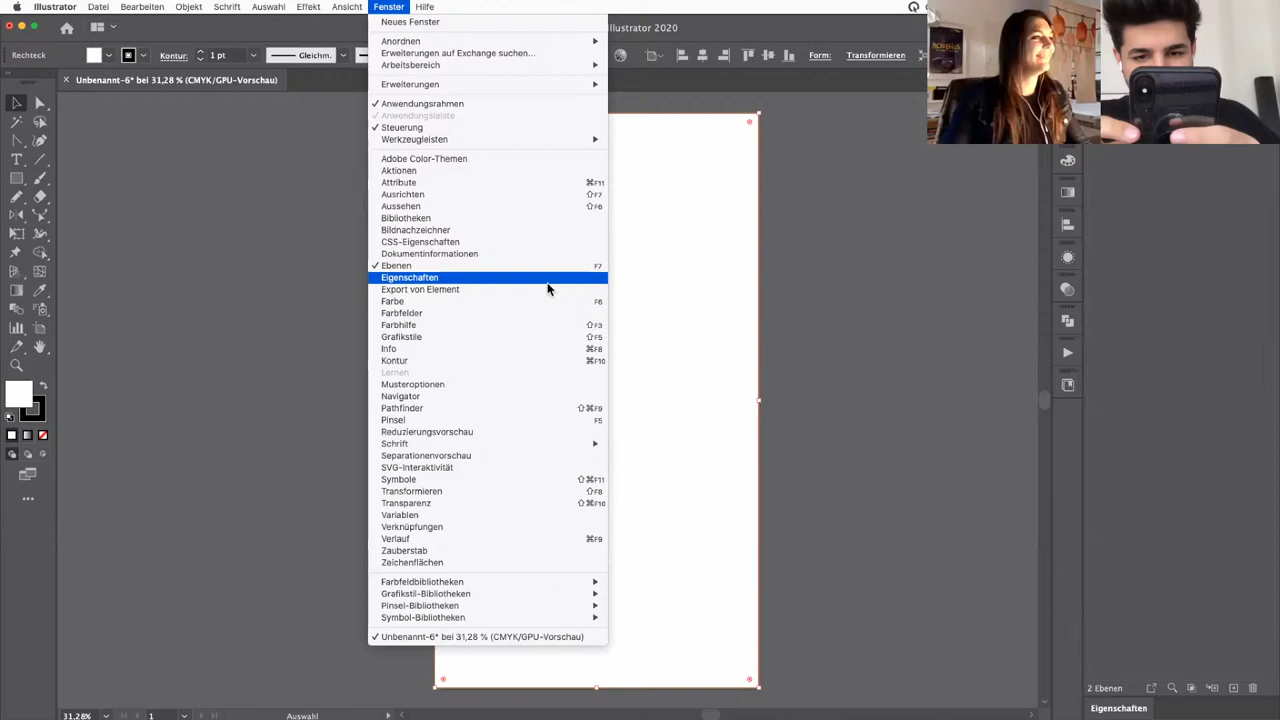 Illustrator Datei Bearbeiten Objekt Schrift Auswahl Effekt Ansicht Fenster Hilfe
Illustrator 2020
Rechteck Kontur: 1 pt Gleichm. Form: Transformieren
Unbenannt-6* bei 31,28 % (CMYK/GPU-Vorschau)
Neues Fenster
Anordnen
Erweiterungen auf Exchange suchen...
Arbeitsbereich
Erweiterungen
Anwendungsrahmen
Anwendungsleiste
Steuerung
Werkzeugleisten
Adobe Color-Themen
Aktionen
Attribute ⌘F11
Ausrichten ⇧F7
Aussehen ⇧F6
Bibliotheken
Bildnachzeichner
CSS-Eigenschaften
Dokumentinformationen
Ebenen F7
Eigenschaften
Export von Element
Farbe F6
Farbfelder
Farbhilfe ⇧F3
Grafikstile ⇧F5
Info ⌘F8
Kontur ⌘F10
Lernen
Musteroptionen
Navigator
Pathfinder ⇧⌘F9
Pinsel F5
Reduzierungsvorschau
Schrift
Separationenvorschau
SVG-Interaktivität
Symbole ⇧⌘F11
Transformieren ⇧F8
Transparenz ⇧⌘F10
Variablen
Verknüpfungen
Verlauf ⌘F9
Zauberstab
Zeichenflächen
Farbfeldbibliotheken
Grafikstil-Bibliotheken
Pinsel-Bibliotheken
Symbol-Bibliotheken
Unbenannt-6* bei 31,28 % (CMYK/GPU-Vorschau)
2 Ebenen
Eigenschaften
31,28% 1 Auswahl